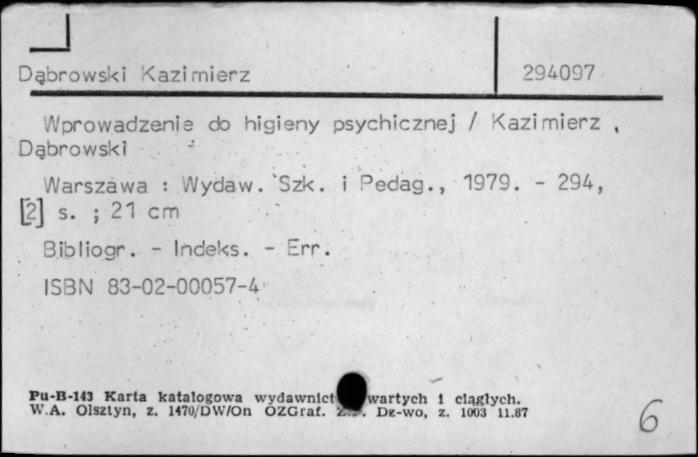 Dąbrowski Kazimierz 294097
Wprowadzenie do higieny psychicznej / Kazimierz
Dąbrowski
Warszawa : Wydaw. Szk. i Pedag., 1979. - 294,
[2] s. ; 21 cm
Bibliogr. - Indeks. - Err.
ISBN 83-02-00057-4
Pu-B-143 Karta katalogowa wydawnict wartych i ciągłych.
W.A. Olsztyn, z. 1470/DW/On OZGraf. Dz-wo, z. 1003 11.87
6